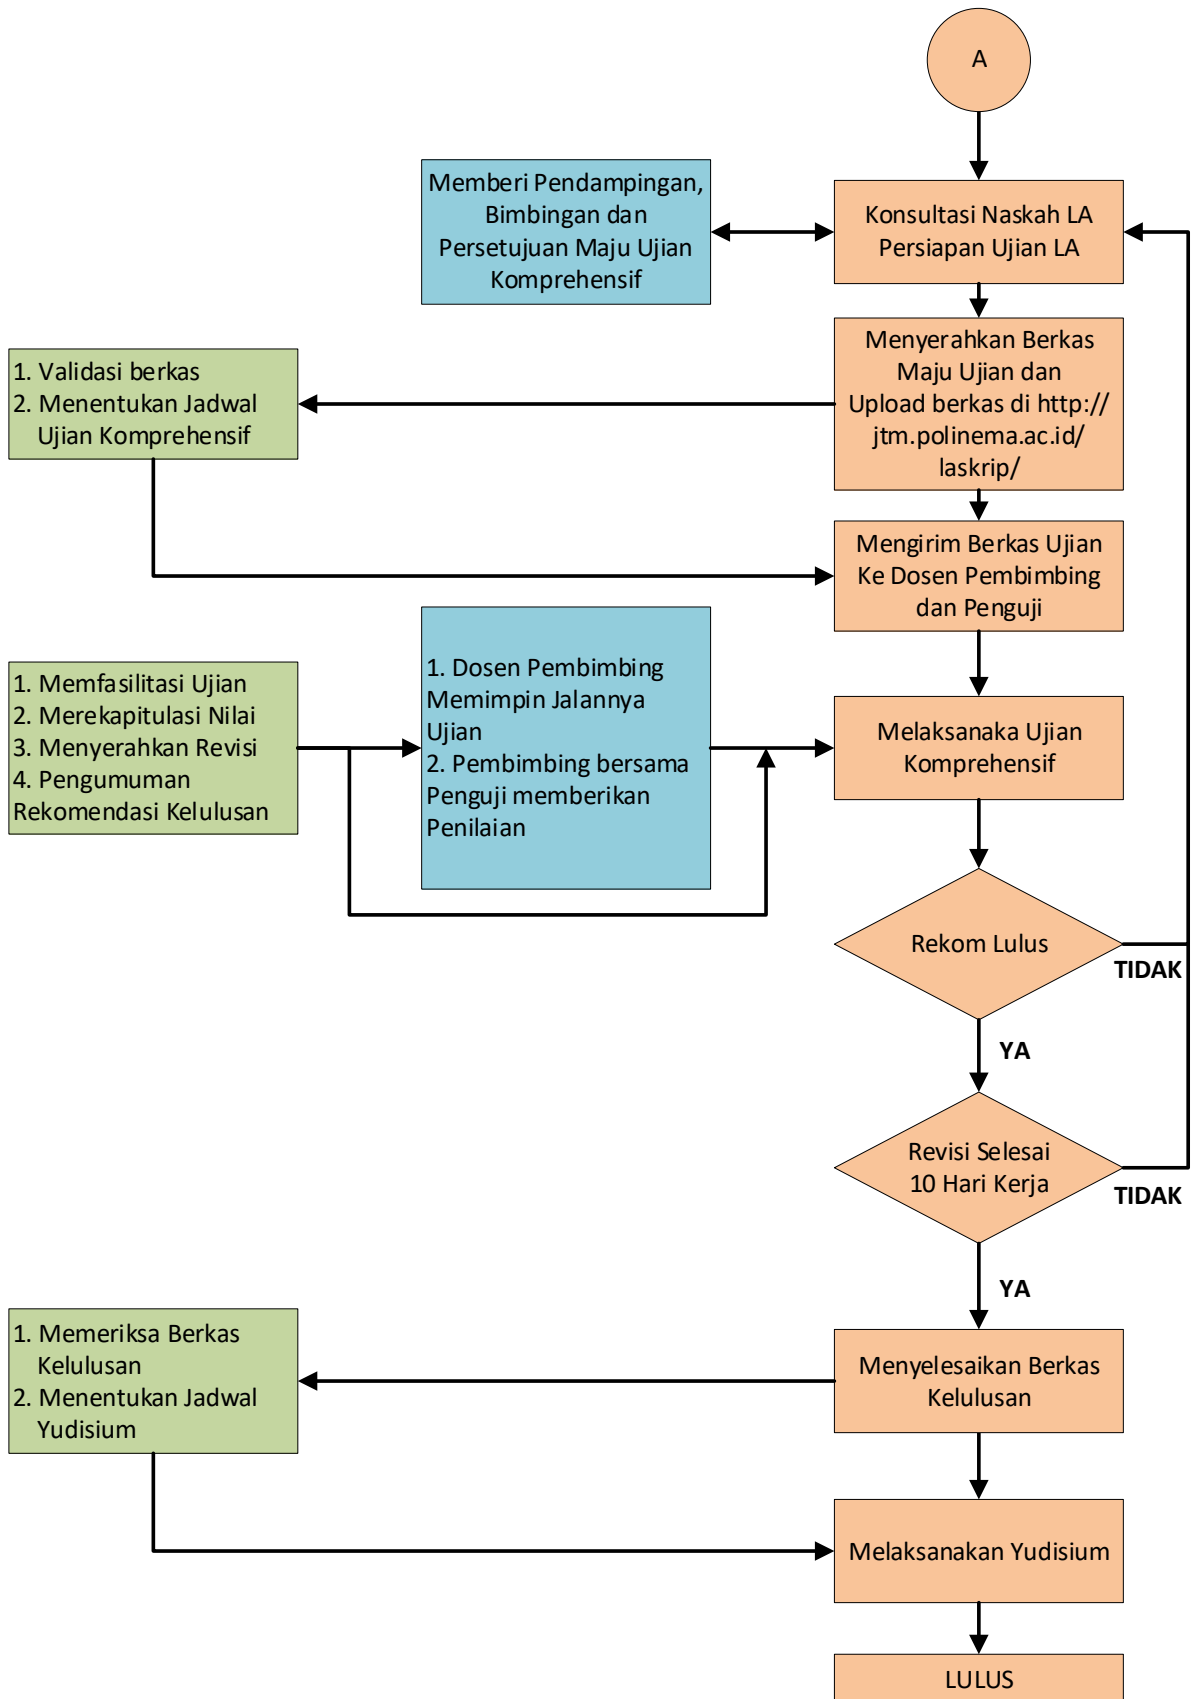 A
Memberi Pendampingan,
Bimbingan dan
Persetujuan Maju Ujian
Komprehensif
Konsultasi Naskah LA
Persiapan Ujian LA
1. Validasi berkas
2. Menentukan Jadwal
Ujian Komprehensif
Menyerahkan Berkas
Maju Ujian dan
Upload berkas di http://
jtm.polinema.ac.id/
laskrip/
Mengirim Berkas Ujian
Ke Dosen Pembimbing
dan Penguji
1. Memfasilitasi Ujian
2. Merekapitulasi Nilai
3. Menyerahkan Revisi
4. Pengumuman
Rekomendasi Kelulusan
1. Dosen Pembimbing
Memimpin Jalannya
Ujian
2. Pembimbing bersama
Penguji memberikan
Penilaian
Melaksanaka Ujian
Komprehensif
Rekom Lulus
TIDAK
YA
Revisi Selesai
10 Hari Kerja
TIDAK
YA
1. Memeriksa Berkas
Kelulusan
2. Menentukan Jadwal
Yudisium
Menyelesaikan Berkas
Kelulusan
Melaksanakan Yudisium
LULUS